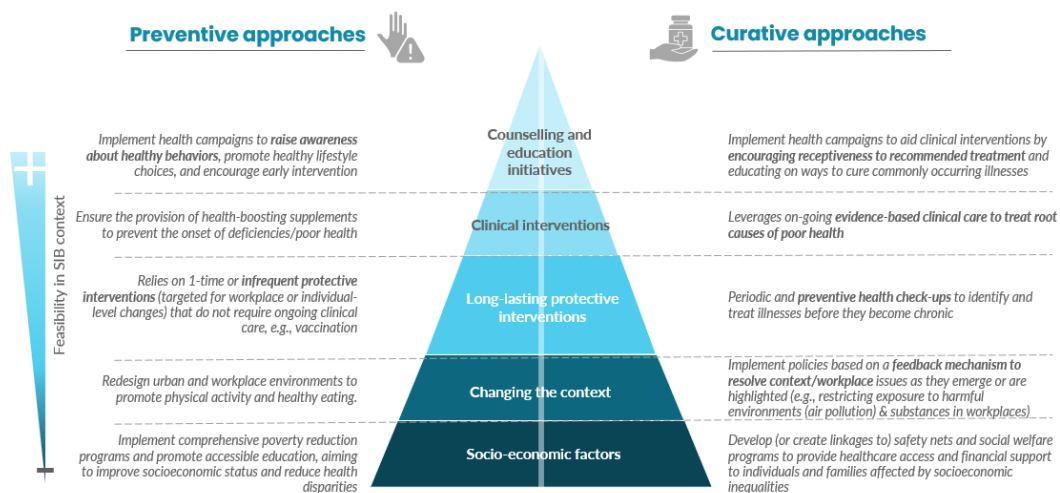 Preventive approaches
Curative approaches
Feasibility in SIB context
Implement health campaigns to raise awareness
about healthy behaviors, promote healthy lifestyle
choices, and encourage early intervention
Counselling and
education
initiatives
Implement health campaigns to aid clinical interventions by
encouraging receptiveness to recommended treatment and
educating on ways to cure commonly occurring illnesses
Ensure the provision of health-boosting supplements
to prevent the onset of deficiencies/poor health
Clinical interventions
Leverages on-going evidence-based clinical care to treat root
causes of poor health
Relies on 1-time or infrequent protective
interventions (targeted for workplace or individual-
level changes) that do not require ongoing clinical
care, e.g., vaccination
Long-lasting protective
interventions
Periodic and preventive health check-ups to identify and
treat illnesses before they become chronic
Redesign urban and workplace environments to
promote physical activity and healthy eating.
Changing the context
Implement policies based on a feedback mechanism to
resolve context/workplace issues as they emerge or are
highlighted (e.g., restricting exposure to harmful
environments (air pollution) & substances in workplaces)
Implement comprehensive poverty reduction
programs and promote accessible education, aiming
to improve socioeconomic status and reduce health
disparities
Socio-economic factors
Develop (or create linkages to) safety nets and social welfare
programs to provide healthcare access and financial support
to individuals and families affected by socioeconomic
inequalities